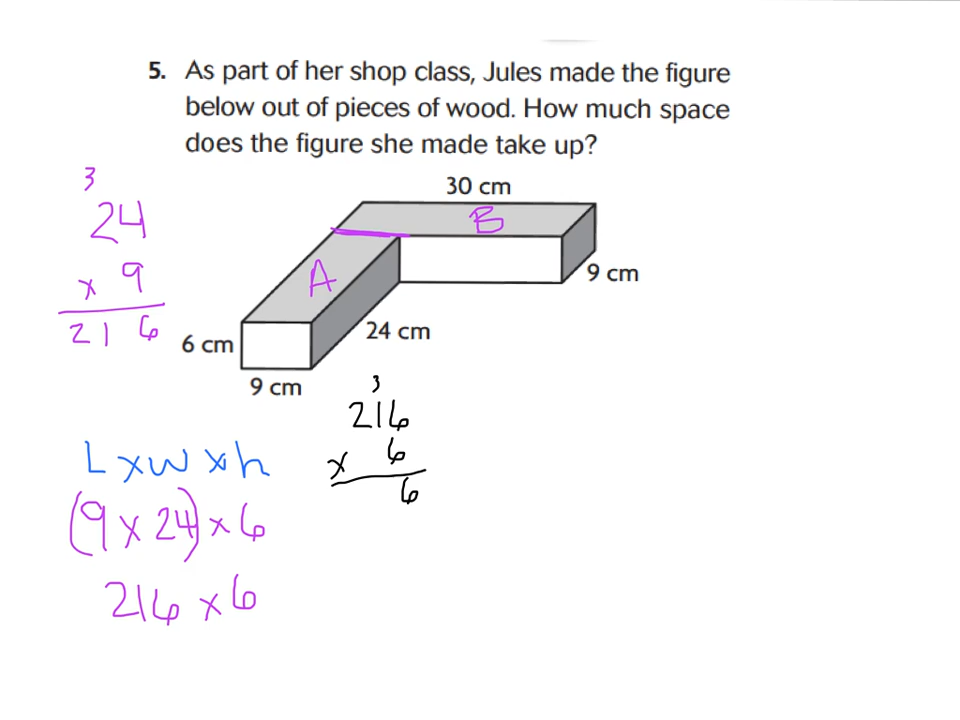 5. As part of her shop class, Jules made the figure
below out of pieces of wood. How much space
does the figure she made take up?
3
24
x 9
216
30 cm
B
A
9 cm
24 cm
6 cm
9 cm
3
216
x 6
6
L x w x h
(9 x 24) x 6
216 x 6